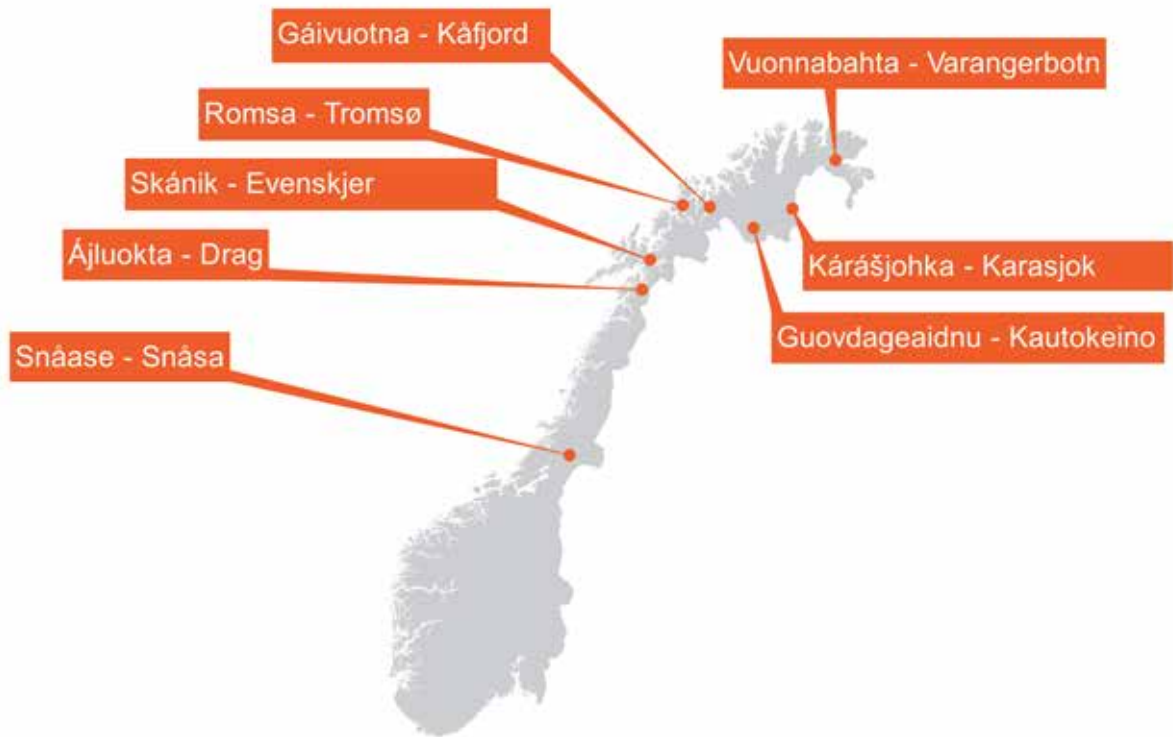 Gáivuotna - Kåfjord
Vuonnabahta - Varangerbotn
Romsa - Tromsø
Skánik - Evenskjer
Ájluokta - Drag
Kárášjohka - Karasjok
Guovdageaidnu - Kautokeino
Snåase - Snåsa